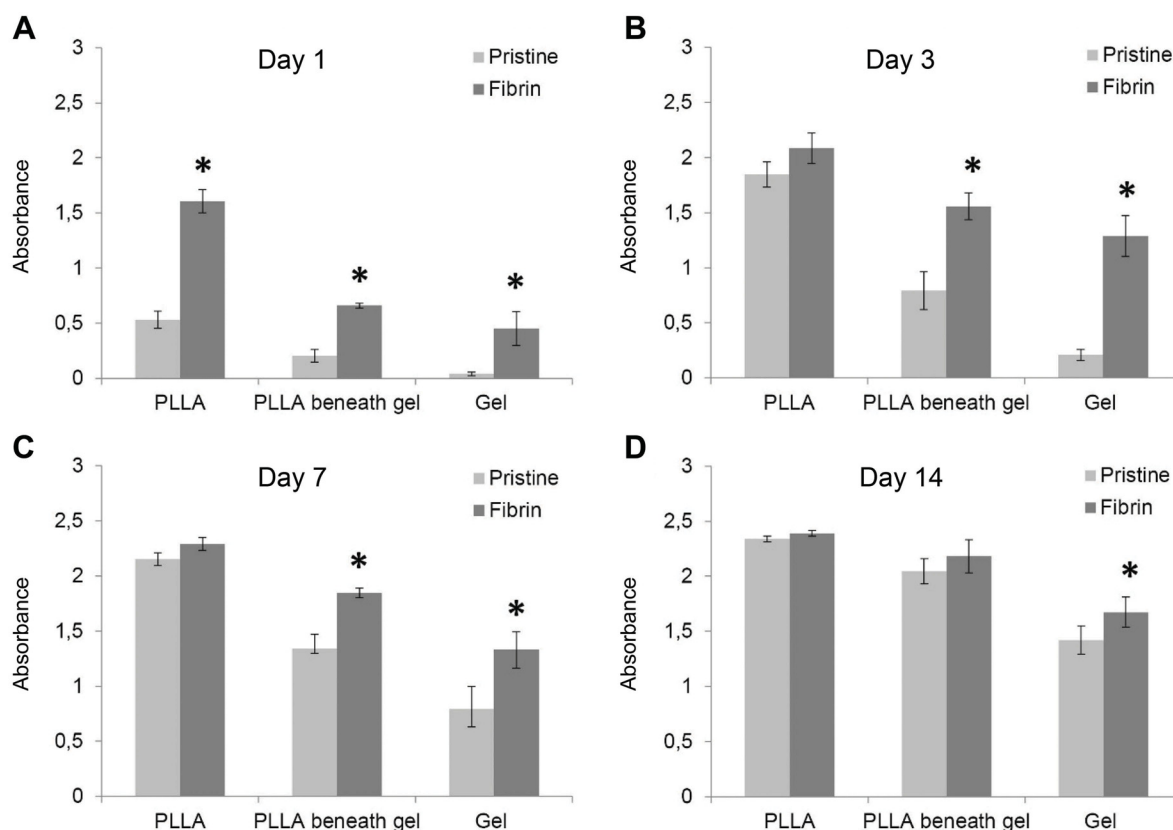 A
Day 1
Pristine
Fibrin
Absorbance
3
2,5
2
1,5
1
0,5
0
*
*
*
PLLA
PLLA beneath gel
Gel
B
Day 3
Pristine
Fibrin
Absorbance
3
2,5
2
1,5
1
0,5
0
*
*
PLLA
PLLA beneath gel
Gel
C
Day 7
Pristine
Fibrin
Absorbance
3
2,5
2
1,5
1
0,5
0
*
*
PLLA
PLLA beneath gel
Gel
D
Day 14
Pristine
Fibrin
Absorbance
3
2,5
2
1,5
1
0,5
0
*
PLLA
PLLA beneath gel
Gel